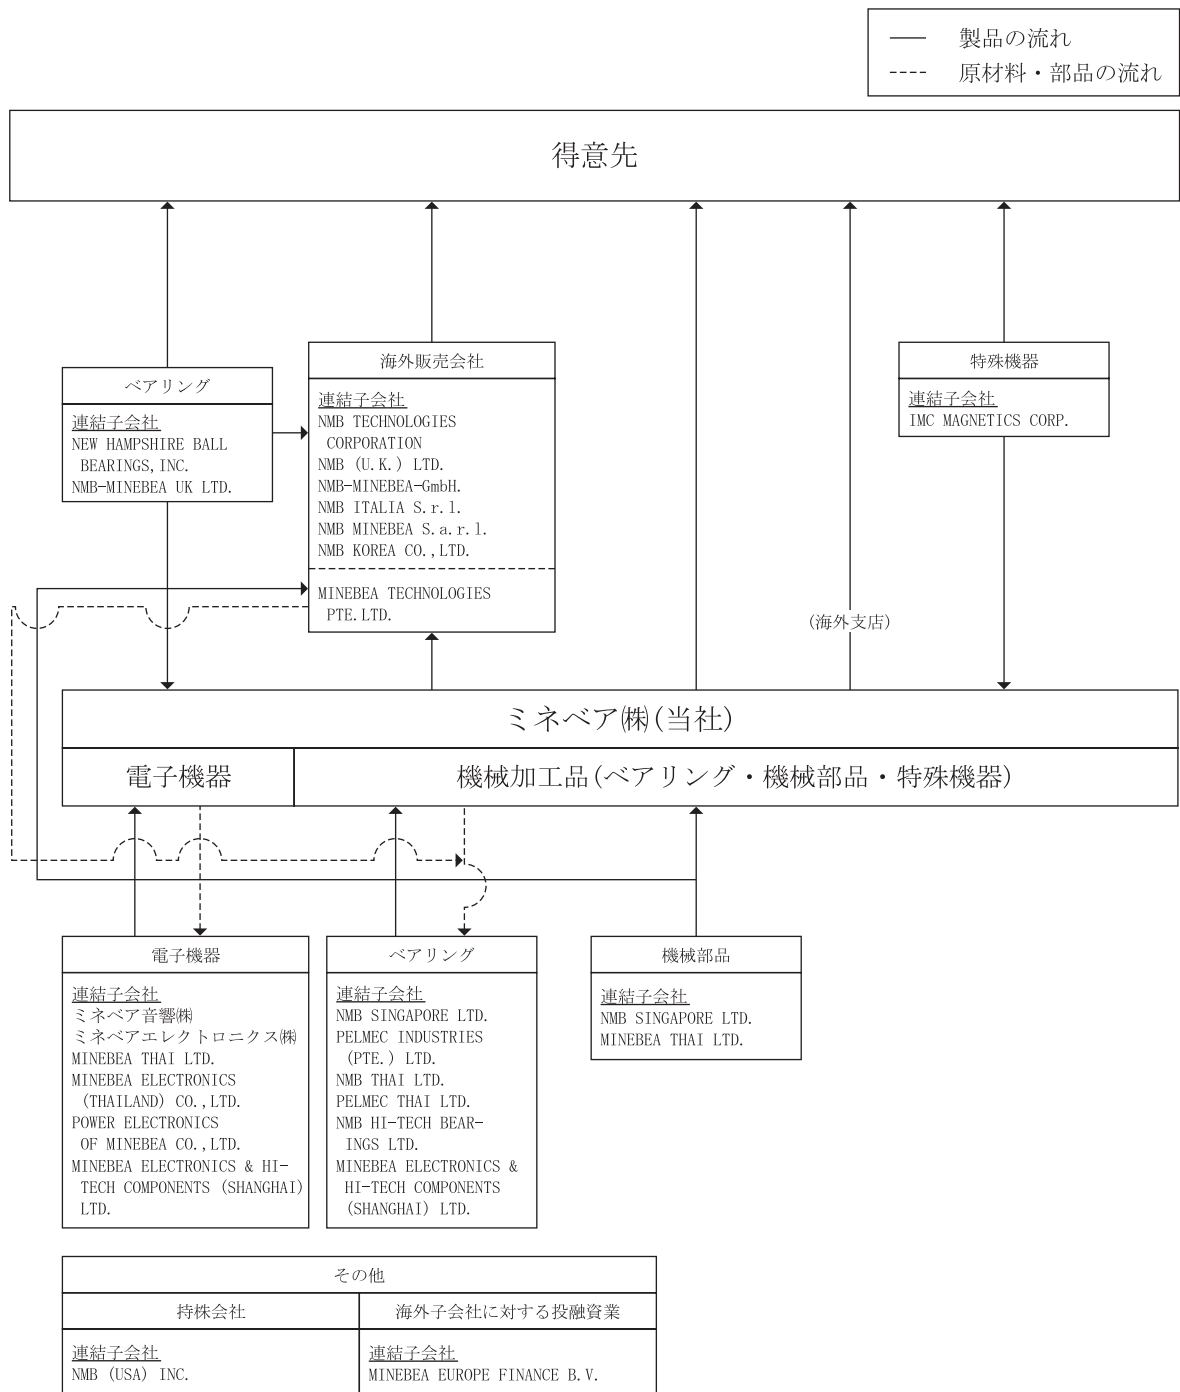 製品の流れ
原材料・部品の流れ
得意先
ベアリング
連結子会社
NEW HAMPSHIRE BALL
BEARINGS, INC.
NMB-MINEBEA UK LTD.
海外販売会社
連結子会社
NMB TECHNOLOGIES
CORPORATION
NMB (U.K.) LTD.
NMB-MINEBEA-GmbH.
NMB ITALIA S.r.l.
NMB MINEBEA S.a.r.l.
NMB KOREA CO.,LTD.
MINEBEA TECHNOLOGIES
PTE.LTD.
特殊機器
連結子会社
IMC MAGNETICS CORP.
(海外支店)
ミネベア㈱(当社)
電子機器
機械加工品(ベアリング・機械部品・特殊機器)
電子機器
連結子会社
ミネベア音響㈱
ミネベアエレクトロニクス㈱
MINEBEA THAI LTD.
MINEBEA ELECTRONICS
(THAILAND) CO.,LTD.
POWER ELECTRONICS
OF MINEBEA CO.,LTD.
MINEBEA ELECTRONICS & HI-
TECH COMPONENTS (SHANGHAI)
LTD.
ベアリング
連結子会社
NMB SINGAPORE LTD.
PELMEC INDUSTRIES
(PTE.) LTD.
NMB THAI LTD.
PELMEC THAI LTD.
NMB HI-TECH BEAR-
INGS LTD.
MINEBEA ELECTRONICS &
HI-TECH COMPONENTS
(SHANGHAI) LTD.
機械部品
連結子会社
NMB SINGAPORE LTD.
MINEBEA THAI LTD.
その他
持株会社
連結子会社
NMB (USA) INC.
海外子会社に対する投融資業
連結子会社
MINEBEA EUROPE FINANCE B.V.